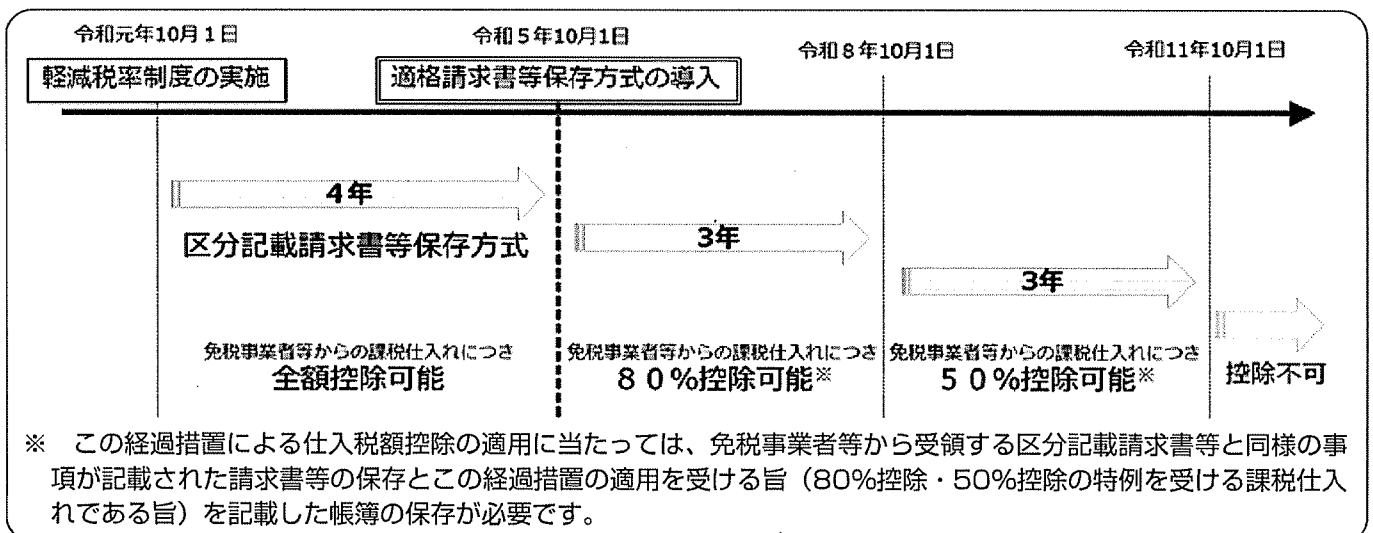 令和元年10月1日
令和5年10月1日
令和8年10月1日
令和11年10月1日
軽減税率制度の実施
適格請求書等保存方式の導入
4年
区分記載請求書等保存方式
3年
3年
免税事業者等からの課税仕入れにつき
全額控除可能
免税事業者等からの課税仕入れにつき
80%控除可能※
免税事業者等からの課税仕入れにつき
50%控除可能※
控除不可
※ この経過措置による仕入税額控除の適用に当たっては、免税事業者等から受領する区分記載請求書等と同様の事
項が記載された請求書等の保存とこの経過措置の適用を受ける旨（80%控除・50%控除の特例を受ける課税仕入
れである旨）を記載した帳簿の保存が必要です。